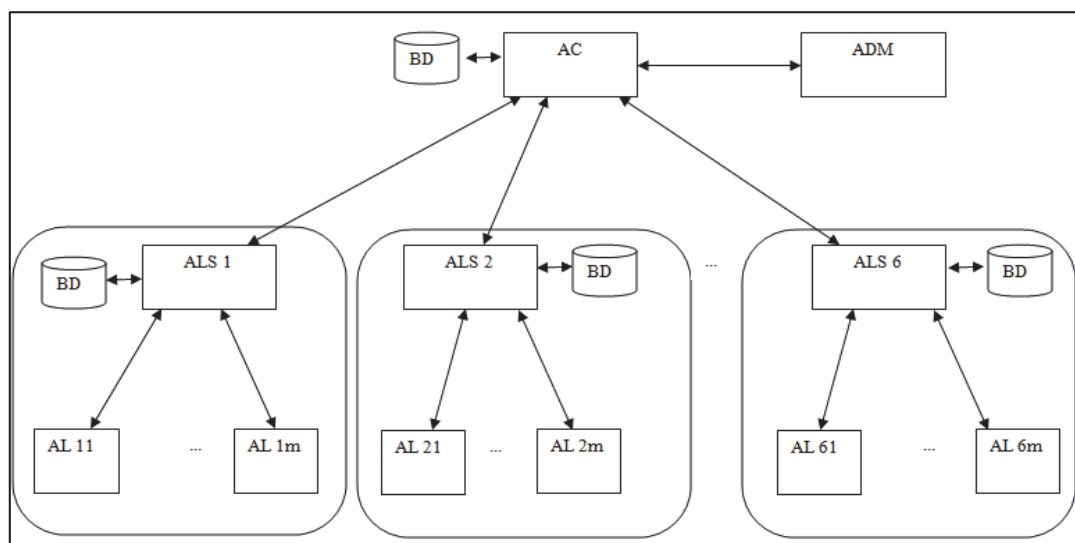 BD
AC
ADM
ALS 1
BD
ALS 2
BD
...
ALS 6
BD
AL 11
...
AL 1m
AL 21
...
AL 2m
AL 61
...
AL 6m